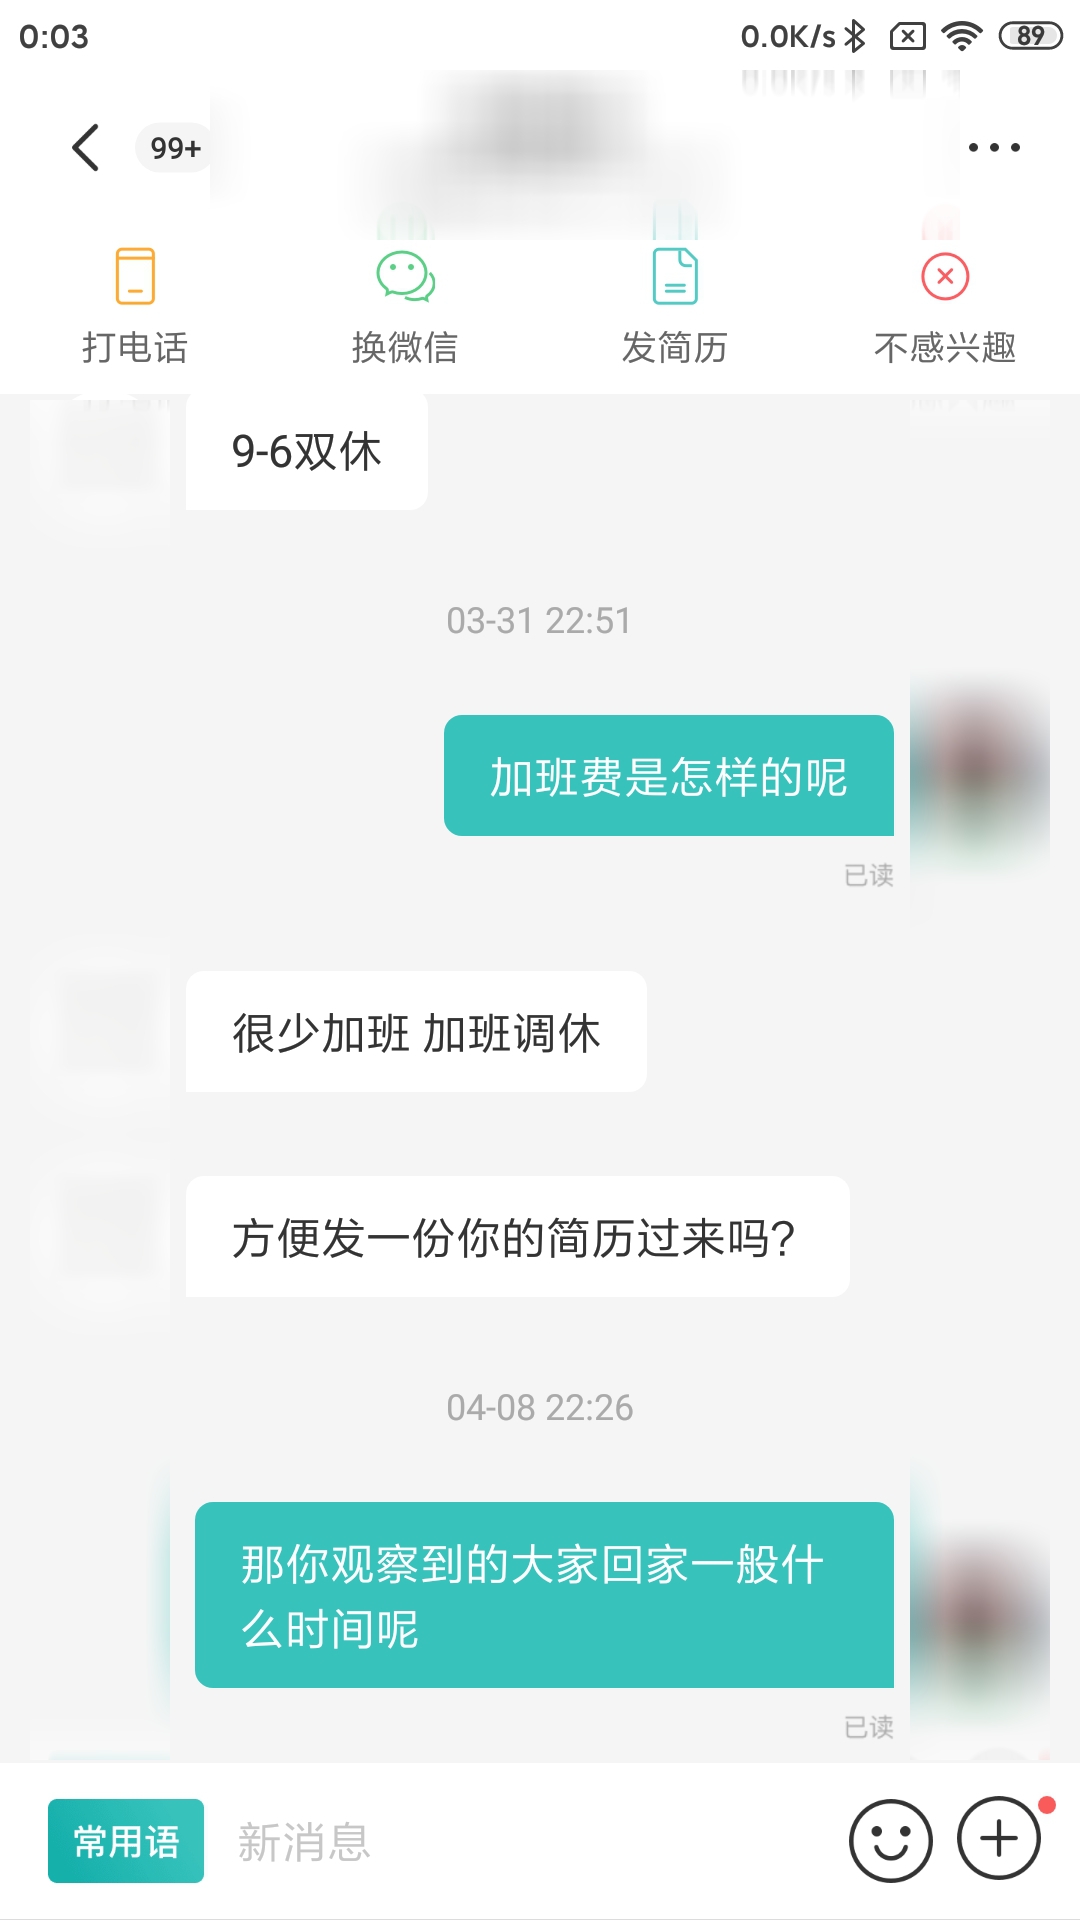 0:03
0.0K/s 89
99+
打电话 换微信 发简历 不感兴趣
9-6双休
03-31 22:51
加班费是怎样的呢
已读
很少加班 加班调休
方便发一份你的简历过来吗?
04-08 22:26
那你观察到的大家回家一般什
么时间呢
已读
常用语 新消息